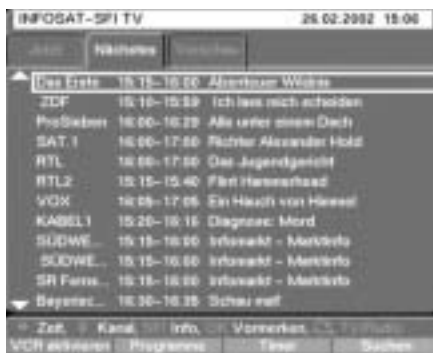 INFOSAT-SFI TV 26.02.2002 15:06
Jetzt Nächstes Vorschau
Das Erste 15:15-16:00 Abenteuer Wildnis
ZDF 15:10-15:59 Ich lass mich scheiden
ProSieben 16:00-16:29 Alle unter einem Dach
SAT.1 16:00-17:00 Richter Alexander Hold
RTL 16:00-17:00 Das Jugendgericht
RTL2 15:15-15:40 Flint Hammerhead
VOX 16:05-17:05 Ein Hauch von Himmel
KABEL1 15:20-16:16 Diagnose: Mord
SÜDWE... 15:15-16:00 Infomarkt - Marktinfo
SÜDWE... 15:15-16:00 Infomarkt - Marktinfo
SR Ferns... 15:15-16:00 Infomarkt - Marktinfo
Bayerisc... Schau mal!
Zeit, Kanal, Info, Vormerken,
VCR aktivieren Programme Timer Suchen